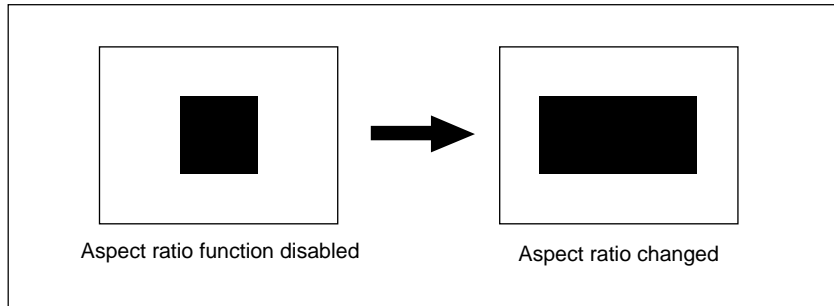 Aspect ratio function disabled
Aspect ratio changed